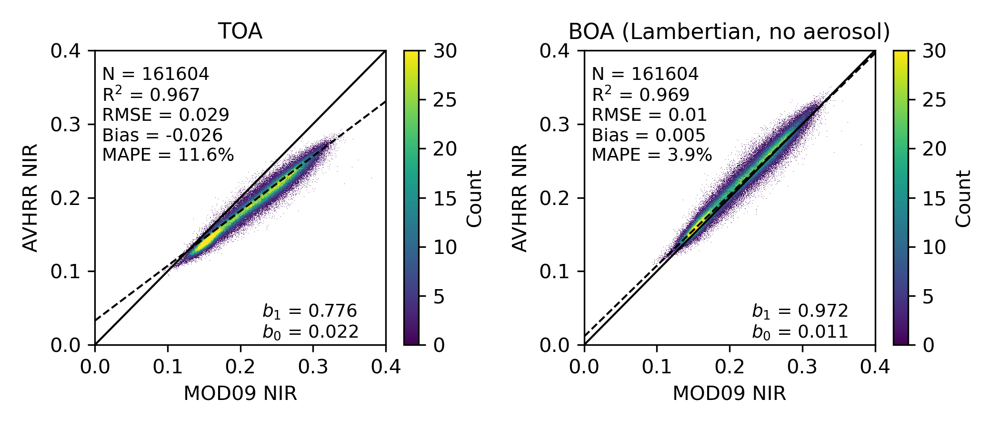 TOA
0.4
0.3
0.2
0.1
0.0
N = 161604
R² = 0.967
RMSE = 0.029
Bias = -0.026
MAPE = 11.6%
b₁ = 0.776
b₀ = 0.022
0.0 0.1 0.2 0.3 0.4
MOD09 NIR
AVHRR NIR
30
25
20
15
10
5
0
Count
BOA (Lambertian, no aerosol)
0.4
0.3
0.2
0.1
0.0
N = 161604
R² = 0.969
RMSE = 0.01
Bias = 0.005
MAPE = 3.9%
b₁ = 0.972
b₀ = 0.011
0.0 0.1 0.2 0.3 0.4
MOD09 NIR
AVHRR NIR
30
25
20
15
10
5
0
Count